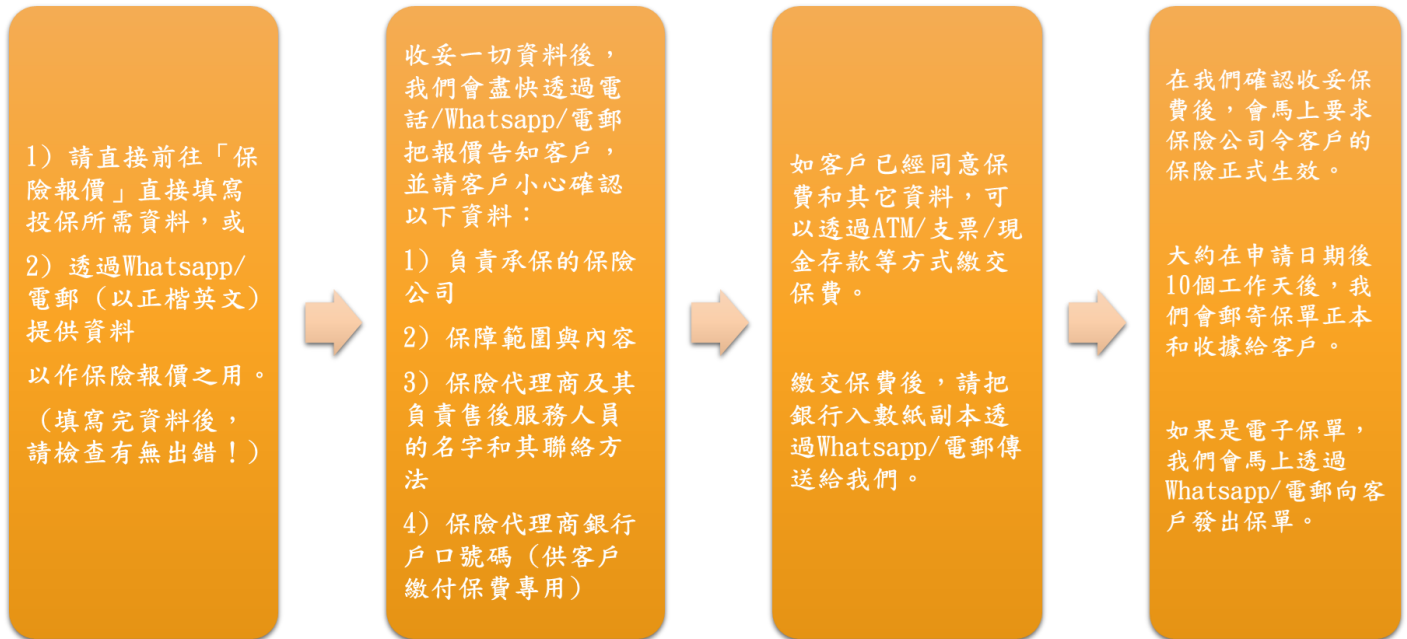 1) 請直接前往「保
險報價」直接填寫
投保所需資料，或
2) 透過Whatsapp/
電郵（以正楷英文）
提供資料
以作保險報價之用。
（填寫完資料後，
請檢查有無出錯！）
收妥一切資料後，
我們會盡快透過電
話/Whatsapp/電郵
把報價告知客戶，
並請客戶小心確認
以下資料：
1) 負責承保的保險
公司
2) 保障範圍與內容
3) 保險代理商及其
負責售後服務人員
的名字和其聯絡方
法
4) 保險代理商銀行
戶口號碼（供客戶
繳付保費專用）
如客戶已經同意保
費和其它資料，可
以透過ATM/支票/現
金存款等方式繳交
保費。
繳交保費後，請把
銀行入數紙副本透
過Whatsapp/電郵傳
送給我們。
在我們確認收妥保
費後，會馬上要求
保險公司令客戶的
保險正式生效。
大約在申請日期後
10個工作天後，我
們會郵寄保單正本
和收據給客戶。
如果是電子保單，
我們會馬上透過
Whatsapp/電郵向客
戶發出保單。